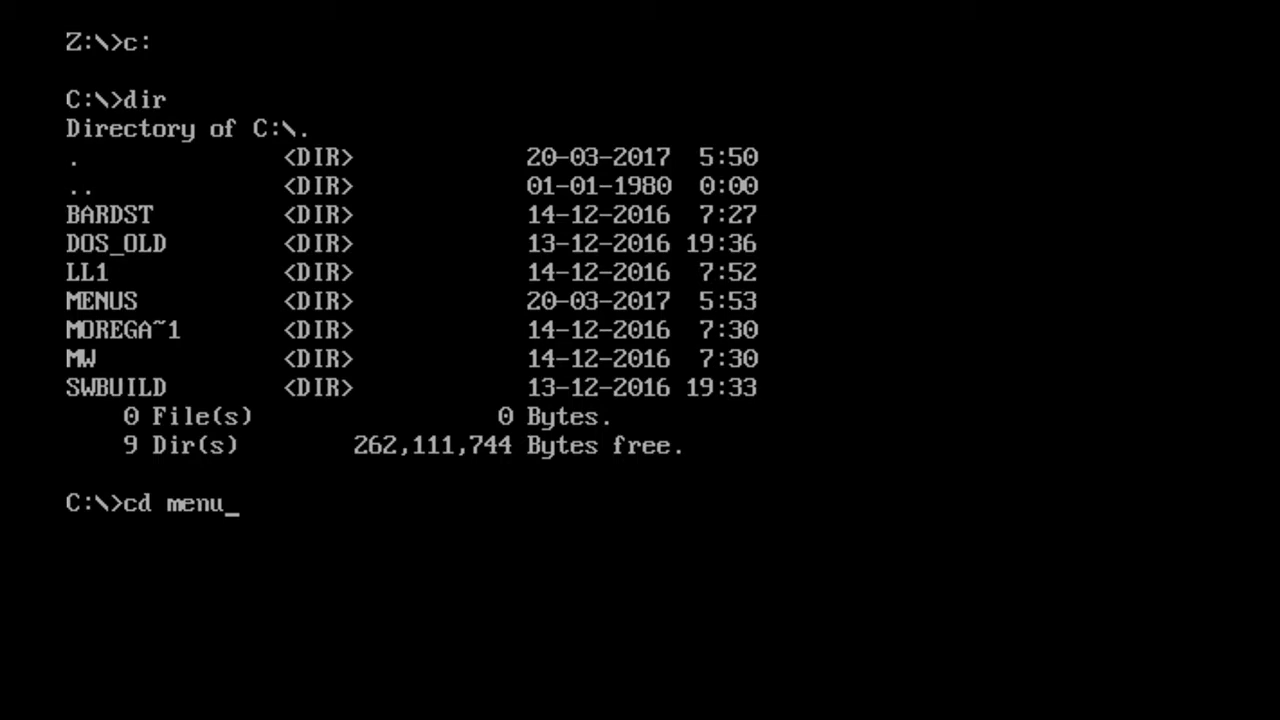 Z:\>c:
C:\>dir
Directory of C:\.
. <DIR> 20-03-2017 5:50
.. <DIR> 01-01-1980 0:00
BARDST <DIR> 14-12-2016 7:27
DOS_OLD <DIR> 13-12-2016 19:36
LL1 <DIR> 14-12-2016 7:52
MENUS <DIR> 20-03-2017 5:53
MOREGA~1 <DIR> 14-12-2016 7:30
MW <DIR> 14-12-2016 7:30
SWBUILD <DIR> 13-12-2016 19:33
0 File(s) 0 Bytes.
9 Dir(s) 262,111,744 Bytes free.
C:\>cd menu_